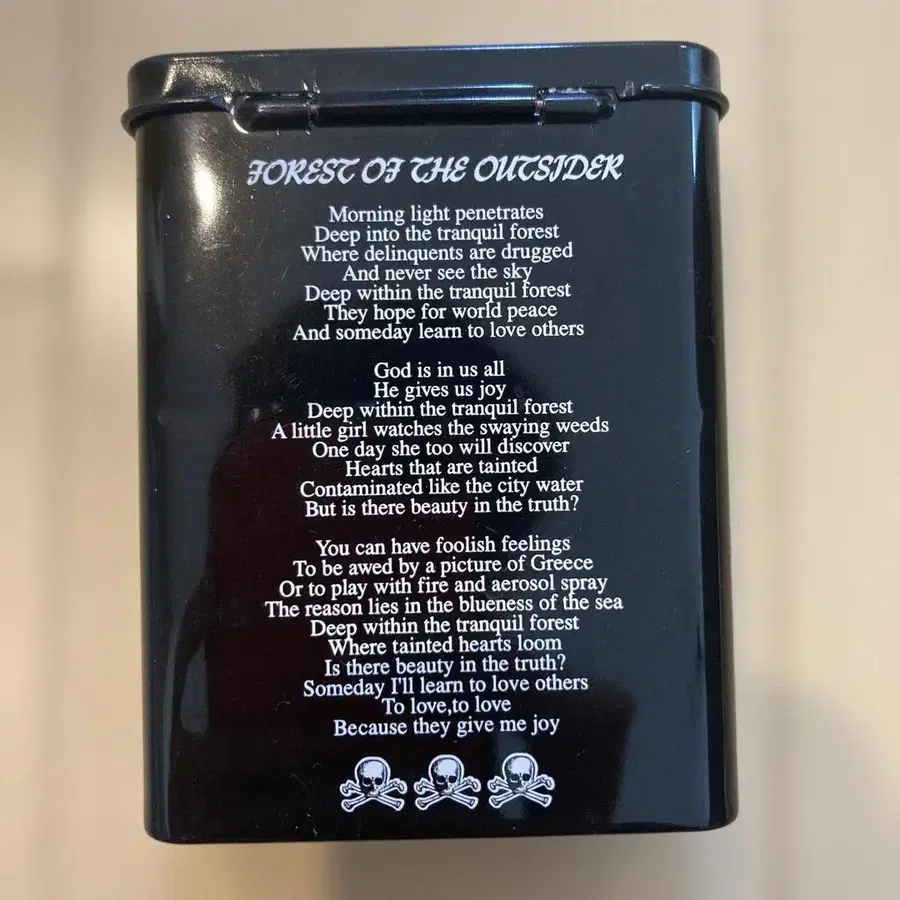 FOREST OF THE OUTSIDER
Morning light penetrates
Deep into the tranquil forest
Where delinquents are drugged
And never see the sky
Deep within the tranquil forest
They hope for world peace
And someday learn to love others
God is in us all
He gives us joy
Deep within the tranquil forest
A little girl watches the swaying weeds
One day she too will discover
Hearts that are tainted
Contaminated like the city water
But is there beauty in the truth?
You can have foolish feelings
To be awed by a picture of Greece
Or to play with fire and aerosol spray
The reason lies in the blueness of the sea
Deep within the tranquil forest
Where tainted hearts loom
Is there beauty in the truth?
Someday I'll learn to love others
To love,to love
Because they give me joy